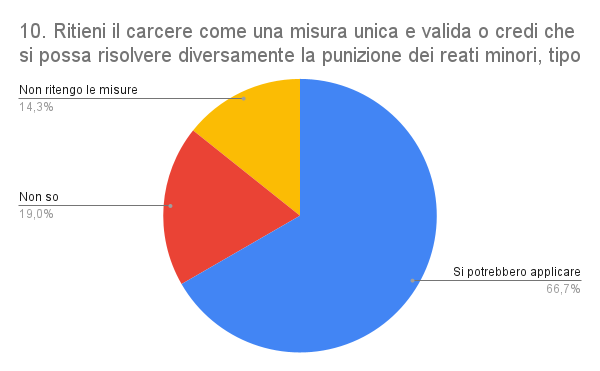 10. Ritieni il carcere come una misura unica e valida o credi che
si possa risolvere diversamente la punizione dei reati minori, tipo
Non ritengo le misure
14,3%
Non so
19,0%
Si potrebbero applicare
66,7%